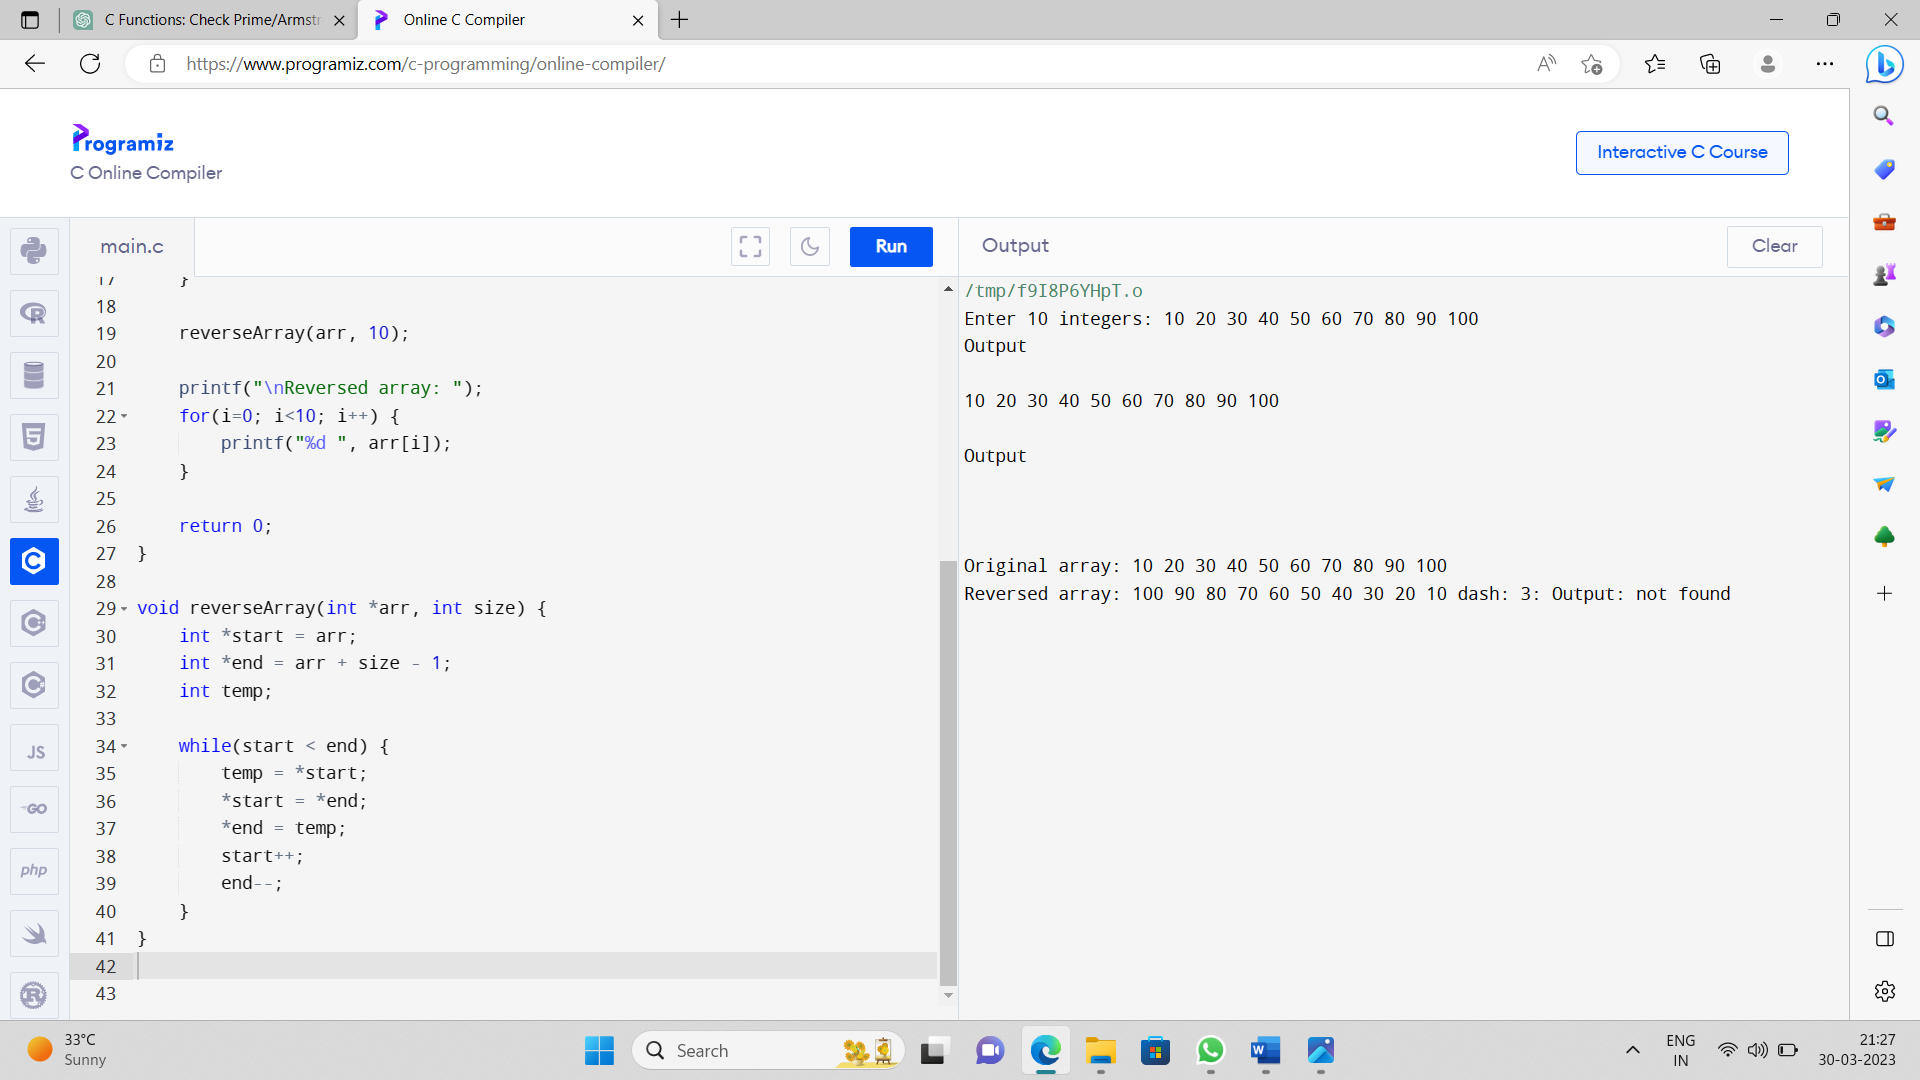 C Functions: Check Prime/Armstr
Online C Compiler
https://www.programiz.com/c-programming/online-compiler/
Programiz
C Online Compiler
Interactive C Course
main.c
Run
Output
Clear
17 }
18
19 reverseArray(arr, 10);
20
21 printf("\nReversed array: ");
22 for(i=0; i<10; i++) {
23 printf("%d ", arr[i]);
24 }
25
26 return 0;
27 }
28
29 void reverseArray(int *arr, int size) {
30 int *start = arr;
31 int *end = arr + size - 1;
32 int temp;
33
34 while(start < end) {
35 temp = *start;
36 *start = *end;
37 *end = temp;
38 start++;
39 end--;
40 }
41 }
42
43
/tmp/f9I8P6YHpT.o
Enter 10 integers: 10 20 30 40 50 60 70 80 90 100
Output
10 20 30 40 50 60 70 80 90 100
Output
Original array: 10 20 30 40 50 60 70 80 90 100
Reversed array: 100 90 80 70 60 50 40 30 20 10 dash: 3: Output: not found
JS
GO
php
33°C
Sunny
Search
ENG
IN
21:27
30-03-2023